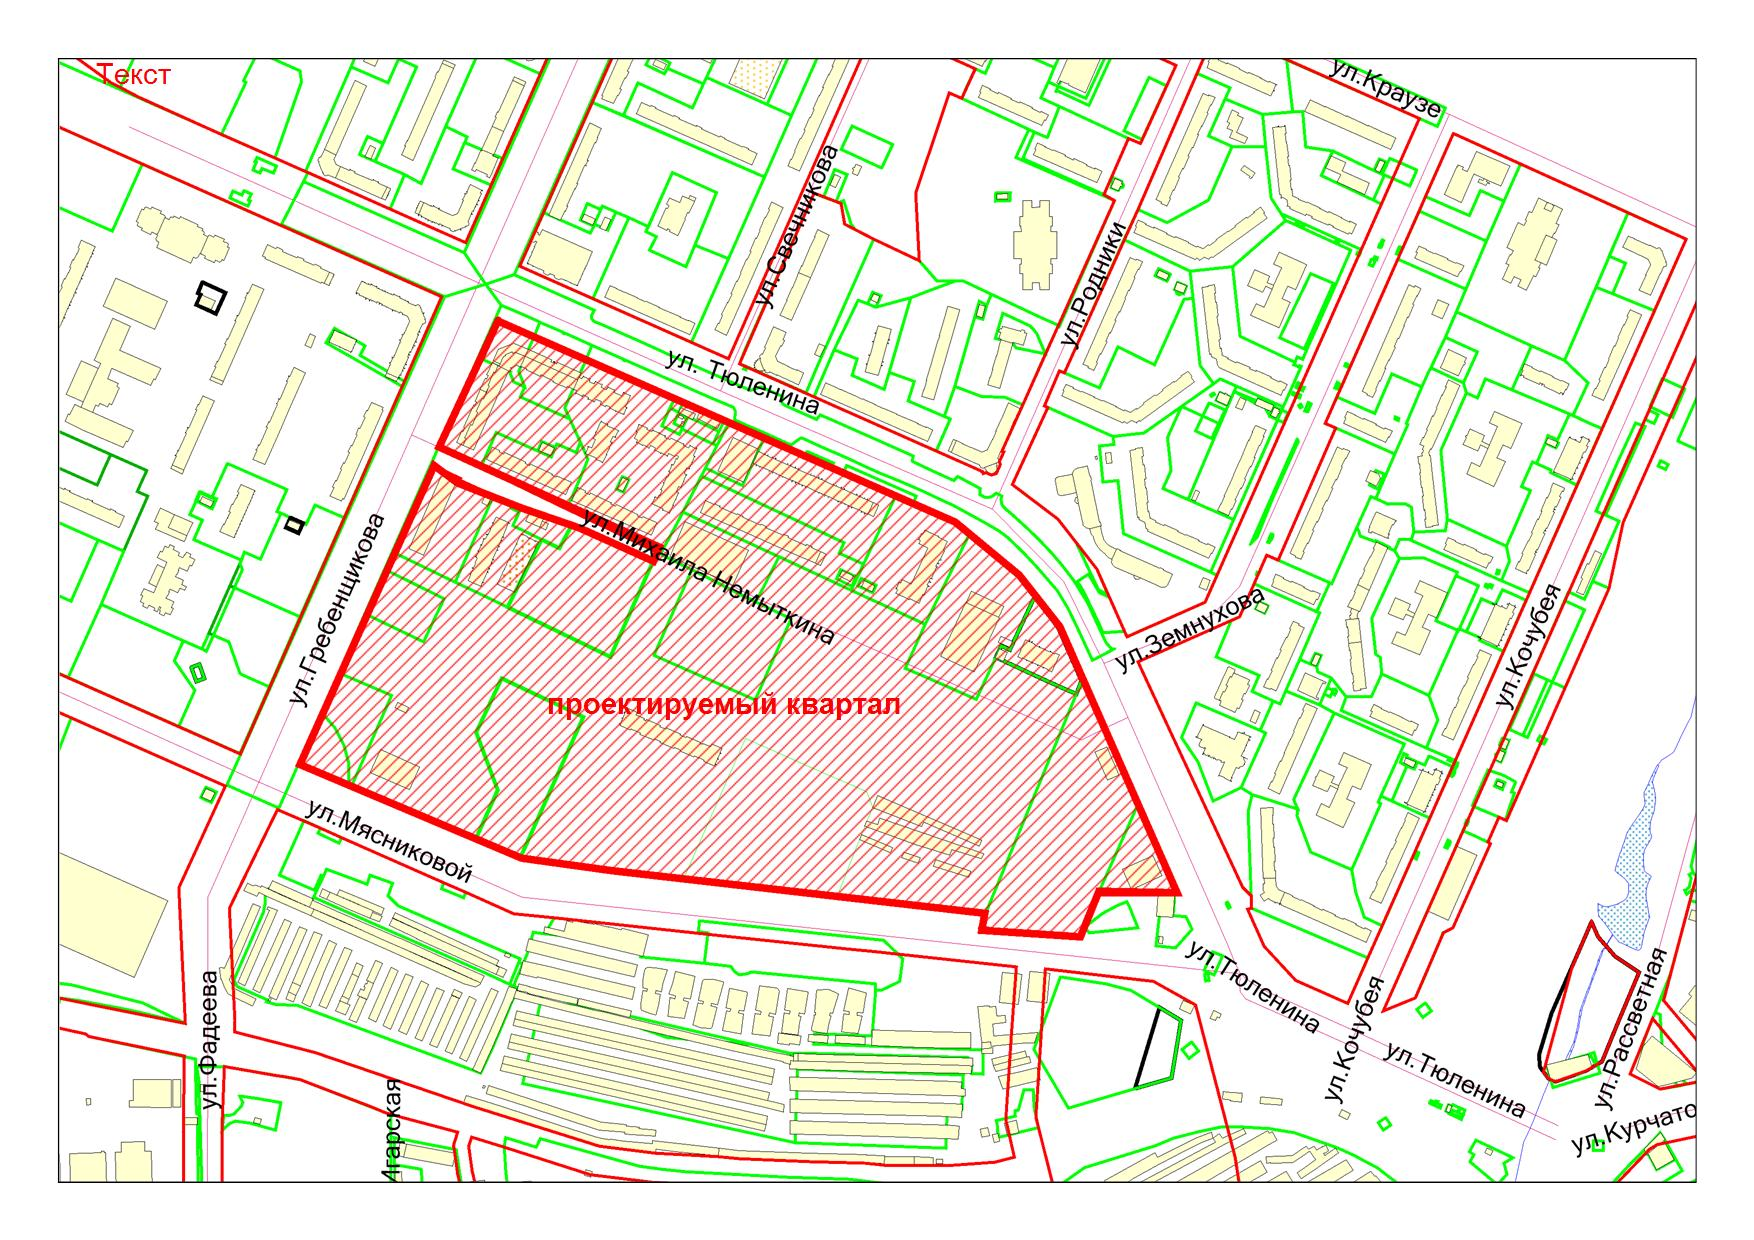 Текст
ул.Краузе
ул.Свечникова
ул.Родники
ул. Тюленина
ул.Михаила Немыткина
ул.Гребенщикова
ул.Земнухова
ул.Кочубея
проектируемый квартал
ул.Мясниковой
ул.Тюленина
ул.Фадеева
ул.Кочубея
ул.Рассветная
ул.Тюленина
Игарская
ул.Курчато